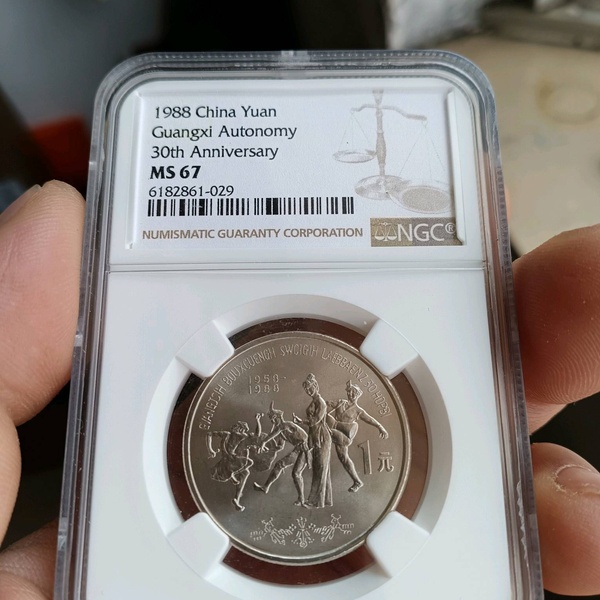 1988 China Yuan
Guangxi Autonomy
30th Anniversary
MS 67
6182861-029
NUMISMATIC GUARANTY CORPORATION
NGC®
1958-
1988
1元